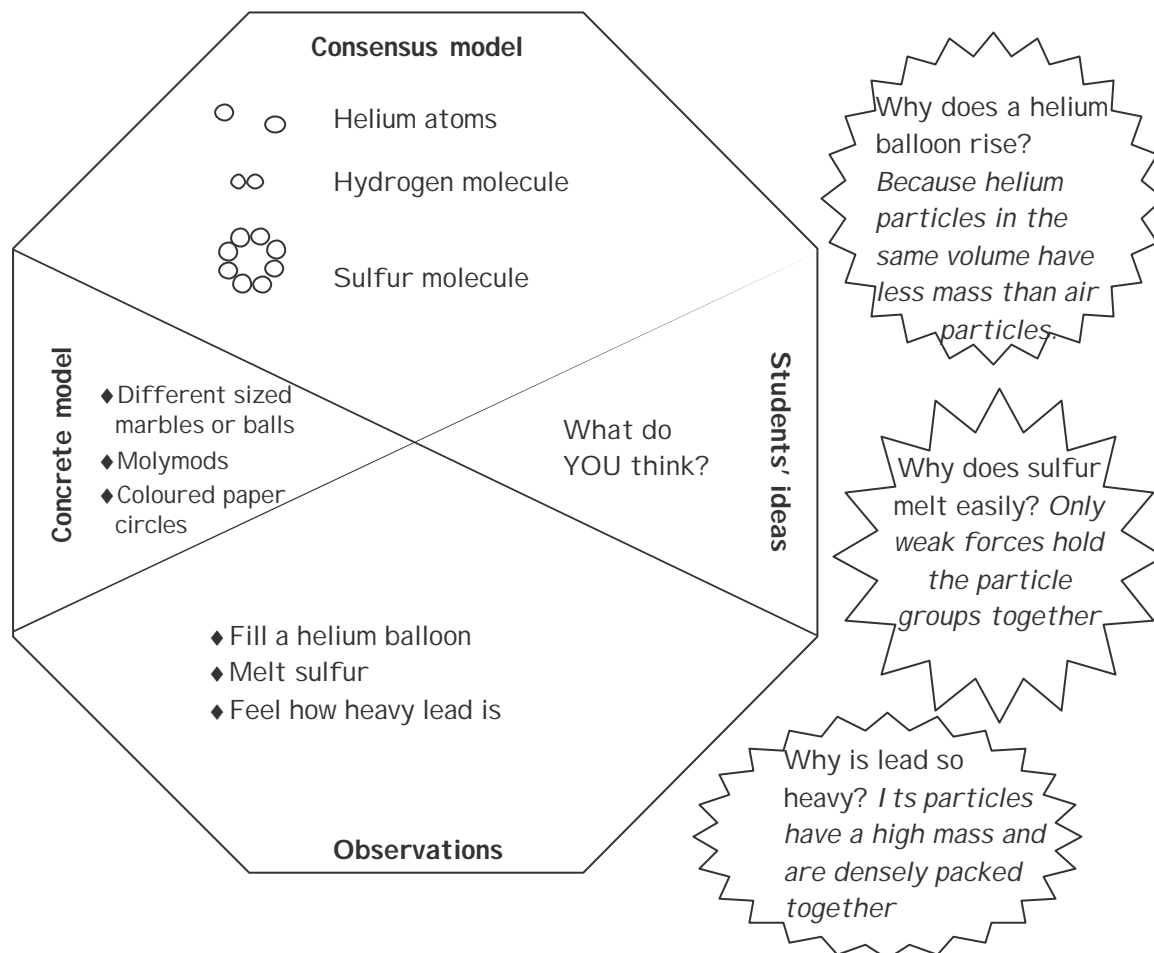 Consensus model
Helium atoms
Hydrogen molecule
Sulfur molecule
Concrete model
♦Different sized
marbles or balls
♦Molymods
♦Coloured paper
circles
What do
YOU think?
Students' ideas
♦Fill a helium balloon
♦Melt sulfur
♦Feel how heavy lead is
Observations
Why does a helium
balloon rise?
Because helium
particles in the
same volume have
less mass than air
particles.
Why does sulfur
melt easily? Only
weak forces hold
the particle
groups together
Why is lead so
heavy? Its particles
have a high mass and
are densely packed
together